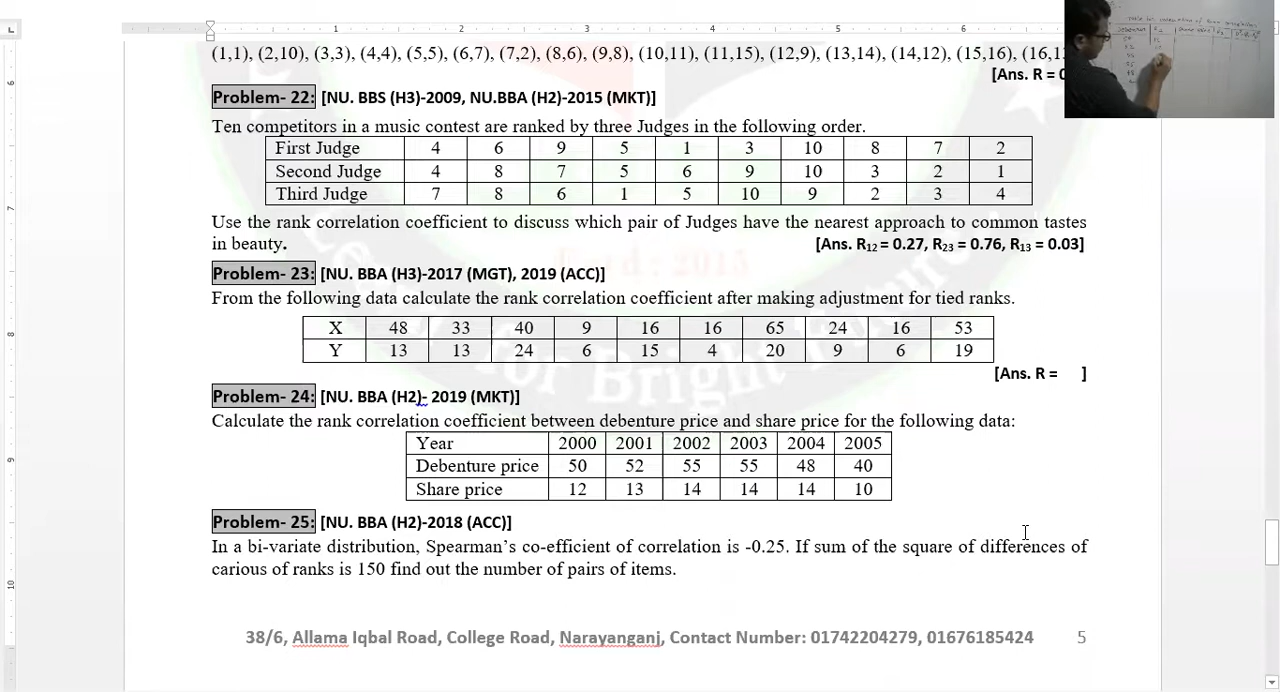 (1,1), (2,10), (3,3), (4,4), (5,5), (6,7), (7,2), (8,6), (9,8), (10,11), (11,15), (12,9), (13,14), (14,12), (15,16),
[Ans. R =
Problem- 22: [NU. BBS (H3)-2009, NU.BBA (H2)-2015 (MKT)]
Ten competitors in a music contest are ranked by three Judges in the following order.
First Judge 4 6 9 5 1 3 10 8 7 2
Second Judge 4 8 7 5 6 9 10 3 2 1
Third Judge 7 8 6 1 5 10 9 2 3 4
Use the rank correlation coefficient to discuss which pair of Judges have the nearest approach to common tastes
in beauty. [Ans. R12 = 0.27, R23 = 0.76, R13 = 0.03]
Problem- 23: [NU. BBA (H3)-2017 (MGT), 2019 (ACC)]
From the following data calculate the rank correlation coefficient after making adjustment for tied ranks.
X 48 33 40 9 16 16 65 24 16 53
Y 13 13 24 6 15 4 20 9 6 19
[Ans. R = ]
Problem- 24: [NU. BBA (H2)- 2019 (MKT)]
Calculate the rank correlation coefficient between debenture price and share price for the following data:
Year 2000 2001 2002 2003 2004 2005
Debenture price 50 52 55 55 48 40
Share price 12 13 14 14 14 10
Problem- 25: [NU. BBA (H2)-2018 (ACC)]
In a bi-variate distribution, Spearman's co-efficient of correlation is -0.25. If sum of the square of differences of
carious of ranks is 150 find out the number of pairs of items.
38/6, Allama Iqbal Road, College Road, Narayanganj, Contact Number: 01742204279, 01676185424 5